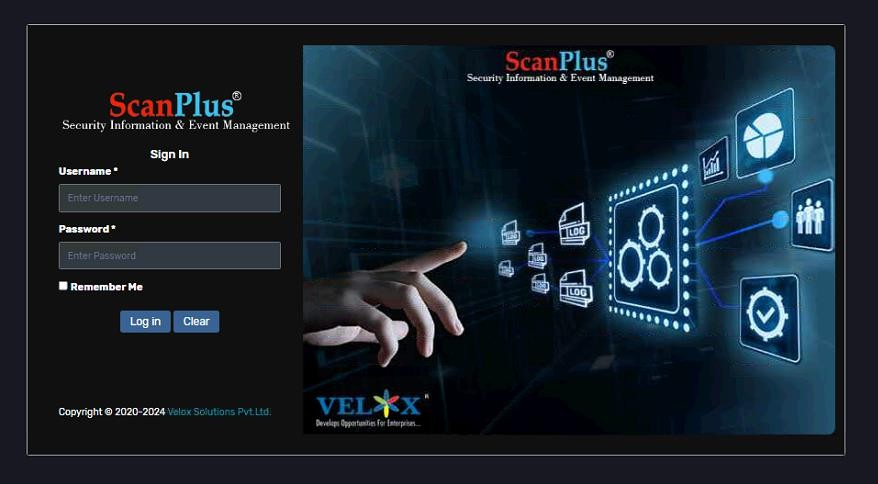 ScanPlus®
Security Information & Event Management
Sign In
Username *
Enter Username
Password *
Enter Password
Remember Me
Log in Clear
Copyright © 2020-2024 Velox Solutions Pvt.Ltd.
ScanPlus®
Security Information & Event Management
LOG
LOG
LOG
LOG
LOG
LOG
LOG
VELOX®
Develops Opportunities For Enterprises...